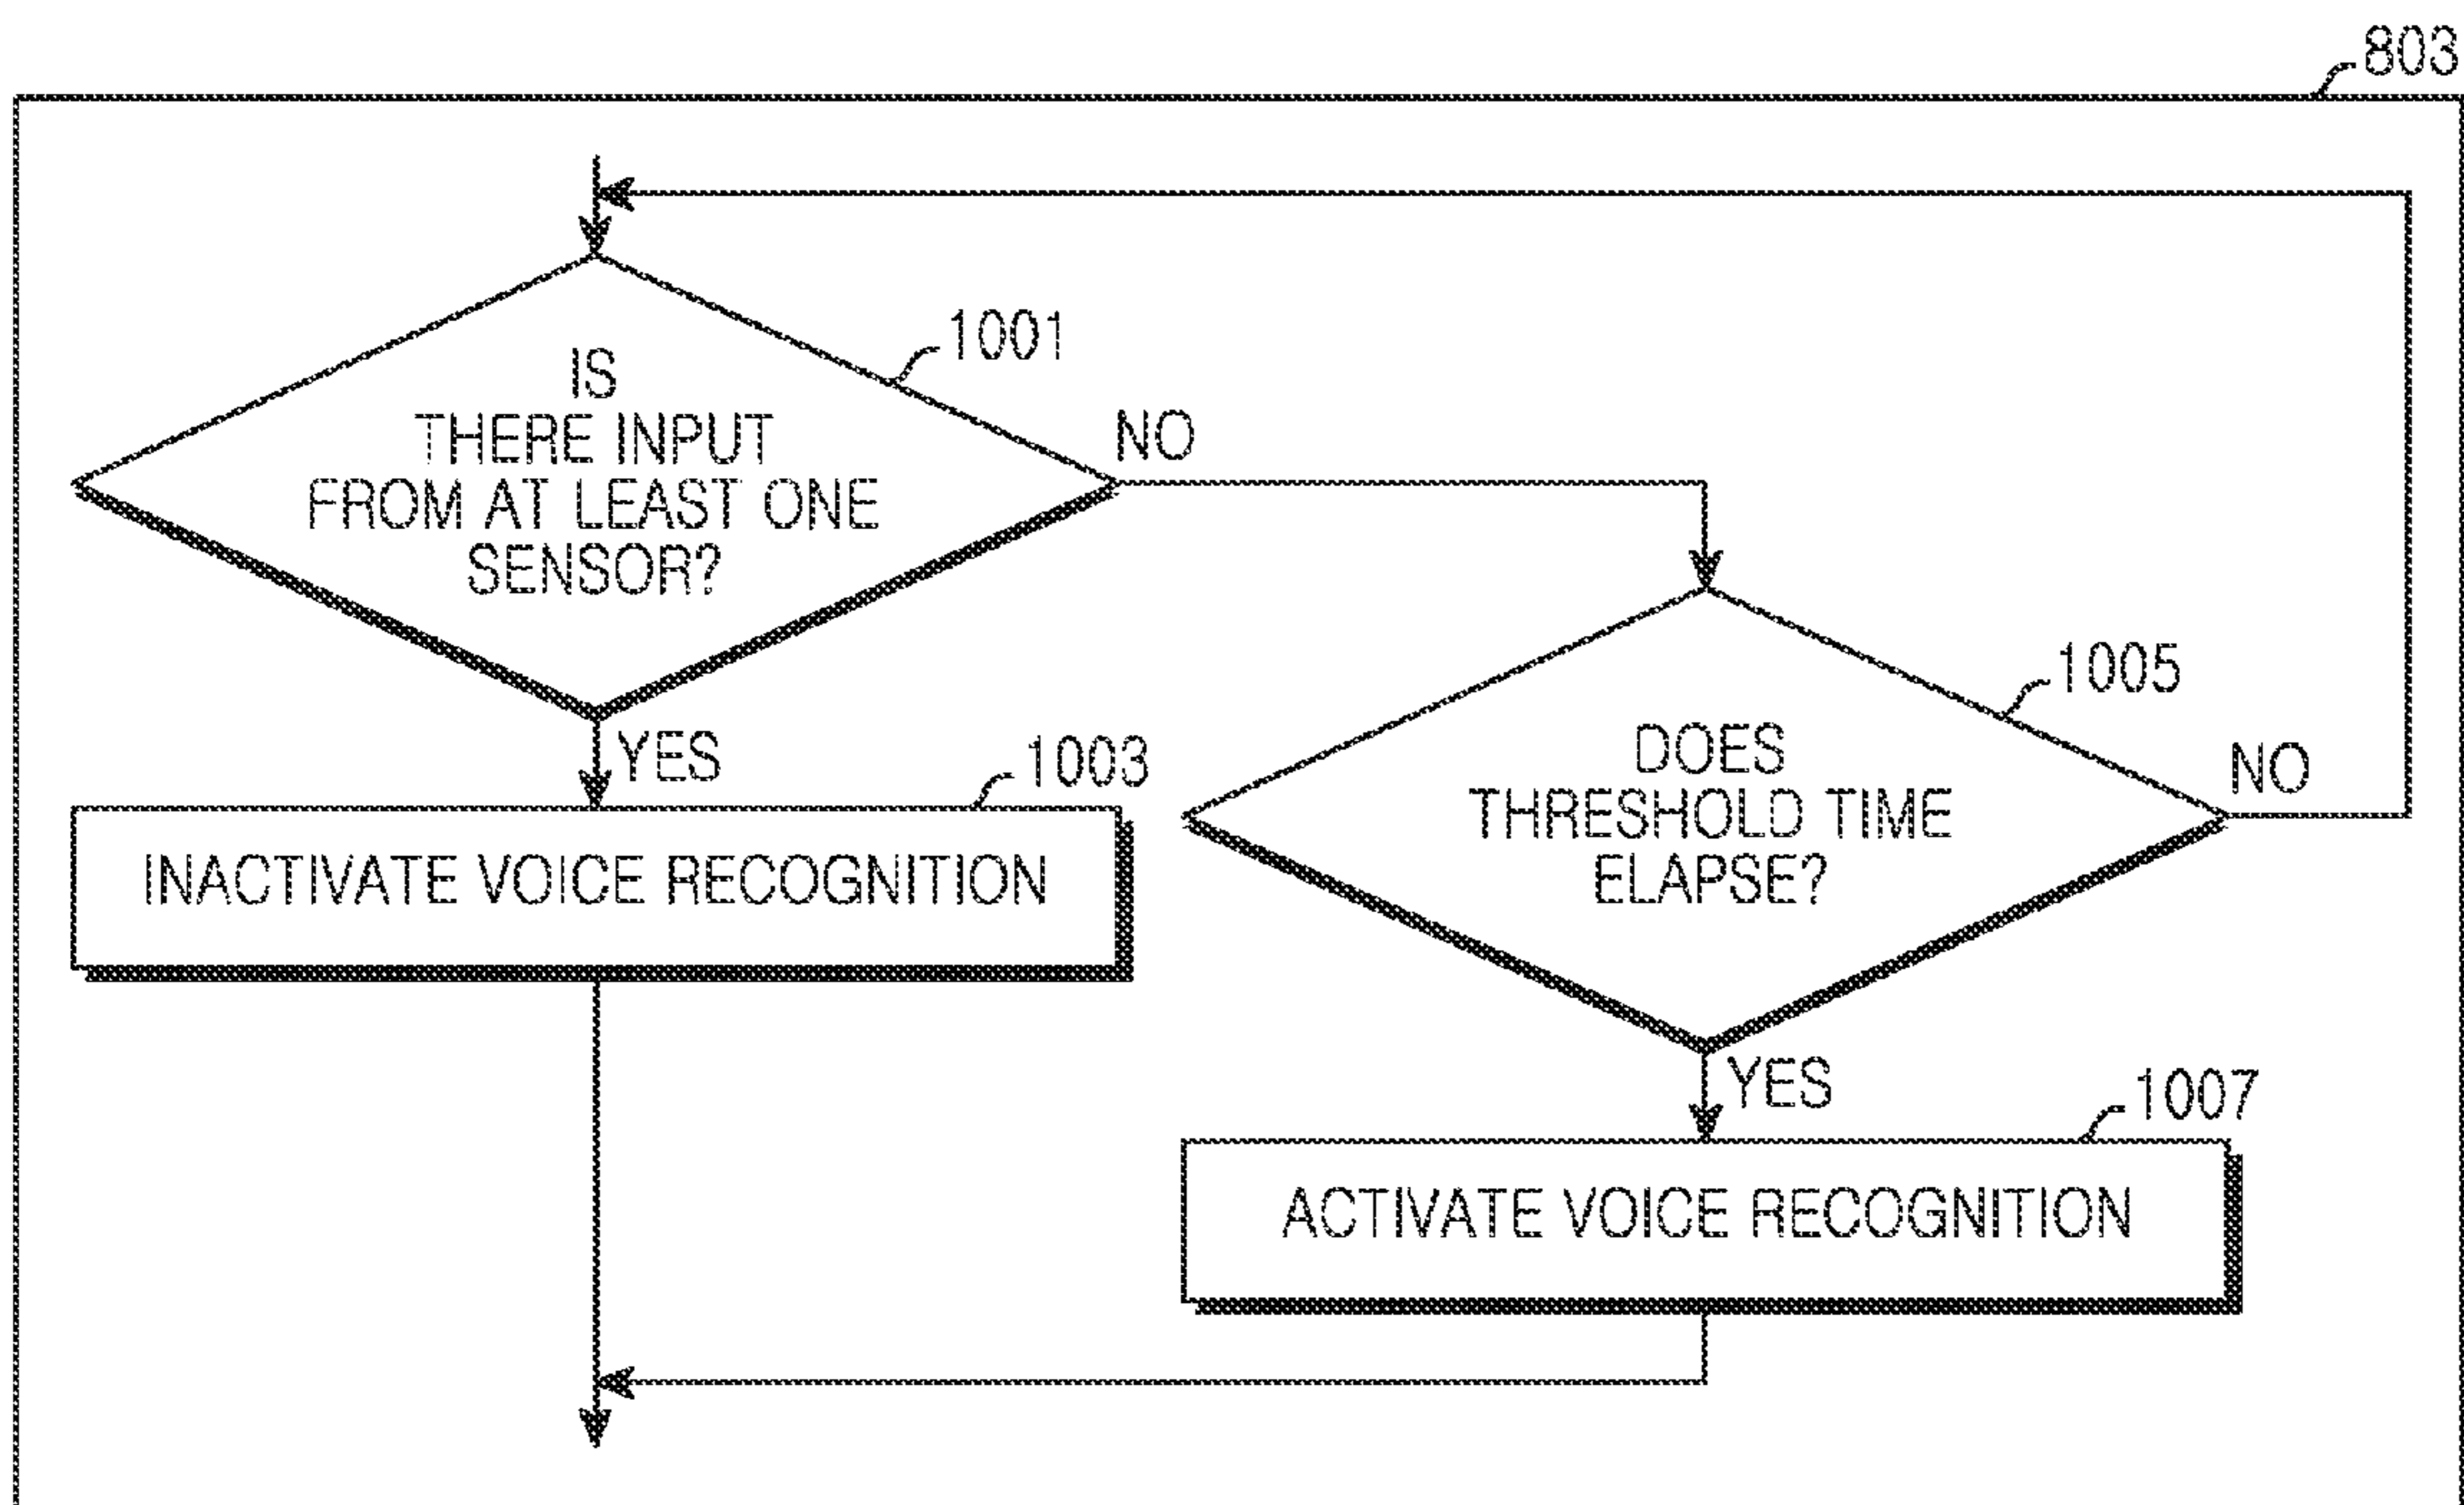 803
1001
IS
THERE INPUT
FROM AT LEAST ONE
SENSOR?
NO
YES
1003
INACTIVATE VOICE RECOGNITION
1005
DOES
THRESHOLD TIME
ELAPSE?
NO
YES
1007
ACTIVATE VOICE RECOGNITION